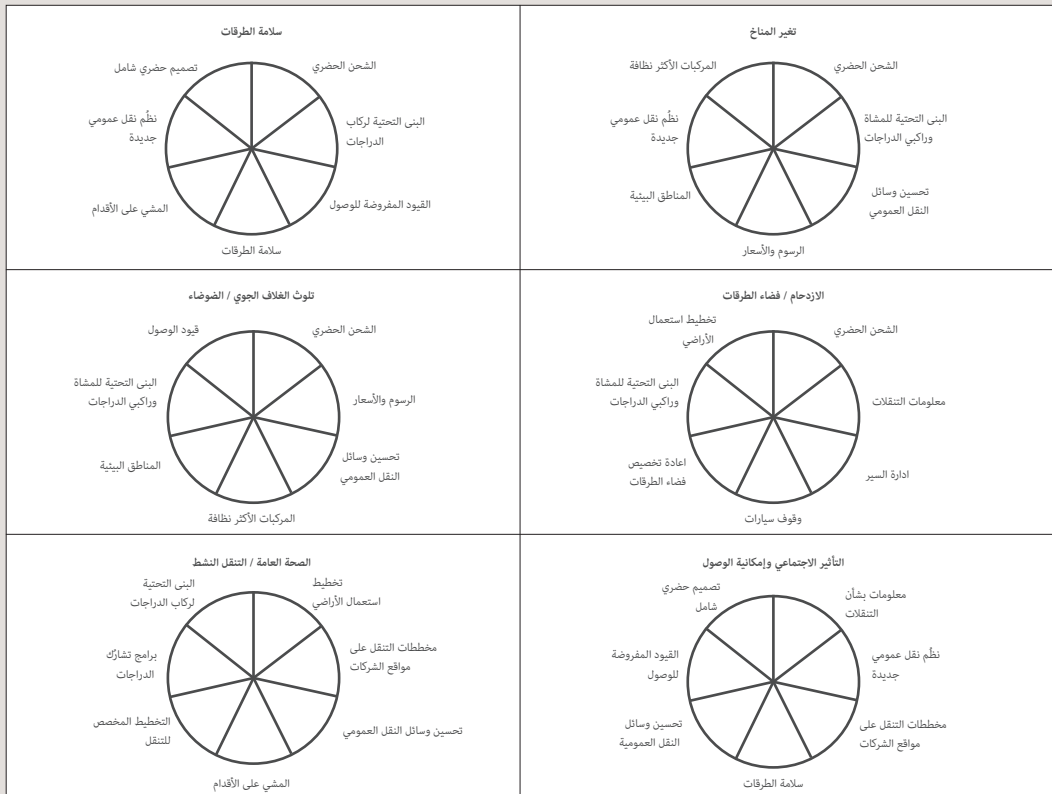 تغير المناخ
الشحن الحضري
المركبات الأكثر نظافة
البنى التحتية للمشاة
وراكبي الدراجات
نظُم نقل عمومي
جديدة
تحسين وسائل
النقل العمومي
المناطق البيئية
الرسوم والأسعار
سلامة الطرقات
الشحن الحضري
تصميم حضري شامل
البنى التحتية لركاب
الدراجات
نظُم نقل عمومي
جديدة
القيود المفروضة للوصول
المشي على الأقدام
سلامة الطرقات
الازدحام / فضاء الطرقات
الشحن الحضري
تخطيط استعمال
الأراضي
معلومات التنقلات
البنى التحتية للمشاة
وراكبي الدراجات
ادارة السير
اعادة تخصيص
فضاء الطرقات
وقوف سيارات
تلوث الغلاف الجوي / الضوضاء
الشحن الحضري
قيود الوصول
الرسوم والأسعار
البنى التحتية للمشاة
وراكبي الدراجات
تحسين وسائل
النقل العمومي
المناطق البيئية
المركبات الأكثر نظافة
التأثير الاجتماعي وإمكانية الوصول
معلومات بشأن
التنقلات
تصميم حضري
شامل
نظُم نقل عمومي
جديدة
القيود المفروضة
للوصول
مخططات التنقل على
مواقع الشركات
تحسين وسائل
النقل العمومية
سلامة الطرقات
الصحة العامة / التنقل النشط
تخطيط
استعمال الأراضي
البنى التحتية
لركاب الدراجات
مخططات التنقل على
مواقع الشركات
برامج تشارُك
الدراجات
تحسين وسائل النقل العمومي
التخطيط المخصص
للتنقل
المشي على الأقدام